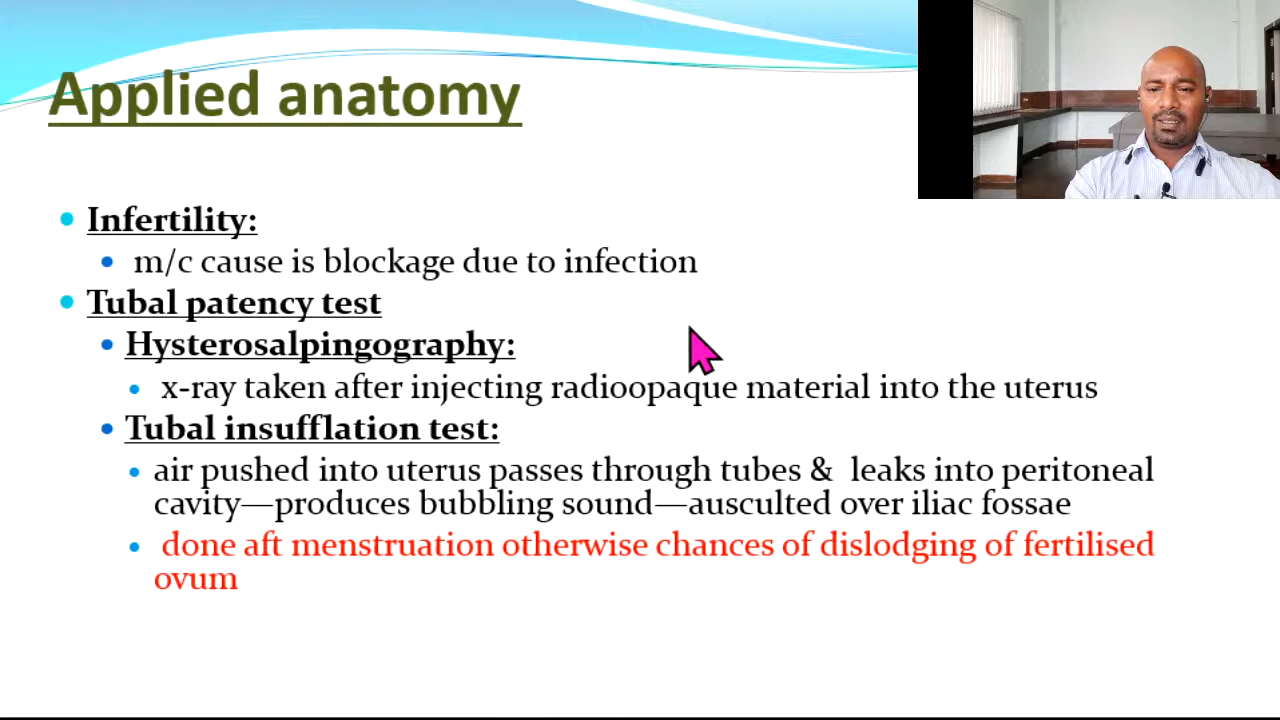 Applied anatomy
Infertility:
m/c cause is blockage due to infection
Tubal patency test
Hysterosalpingography:
x-ray taken after injecting radioopaque material into the uterus
Tubal insufflation test:
air pushed into uterus passes through tubes & leaks into peritoneal
cavity—produces bubbling sound—ausculted over iliac fossae
done aft menstruation otherwise chances of dislodging of fertilised
ovum